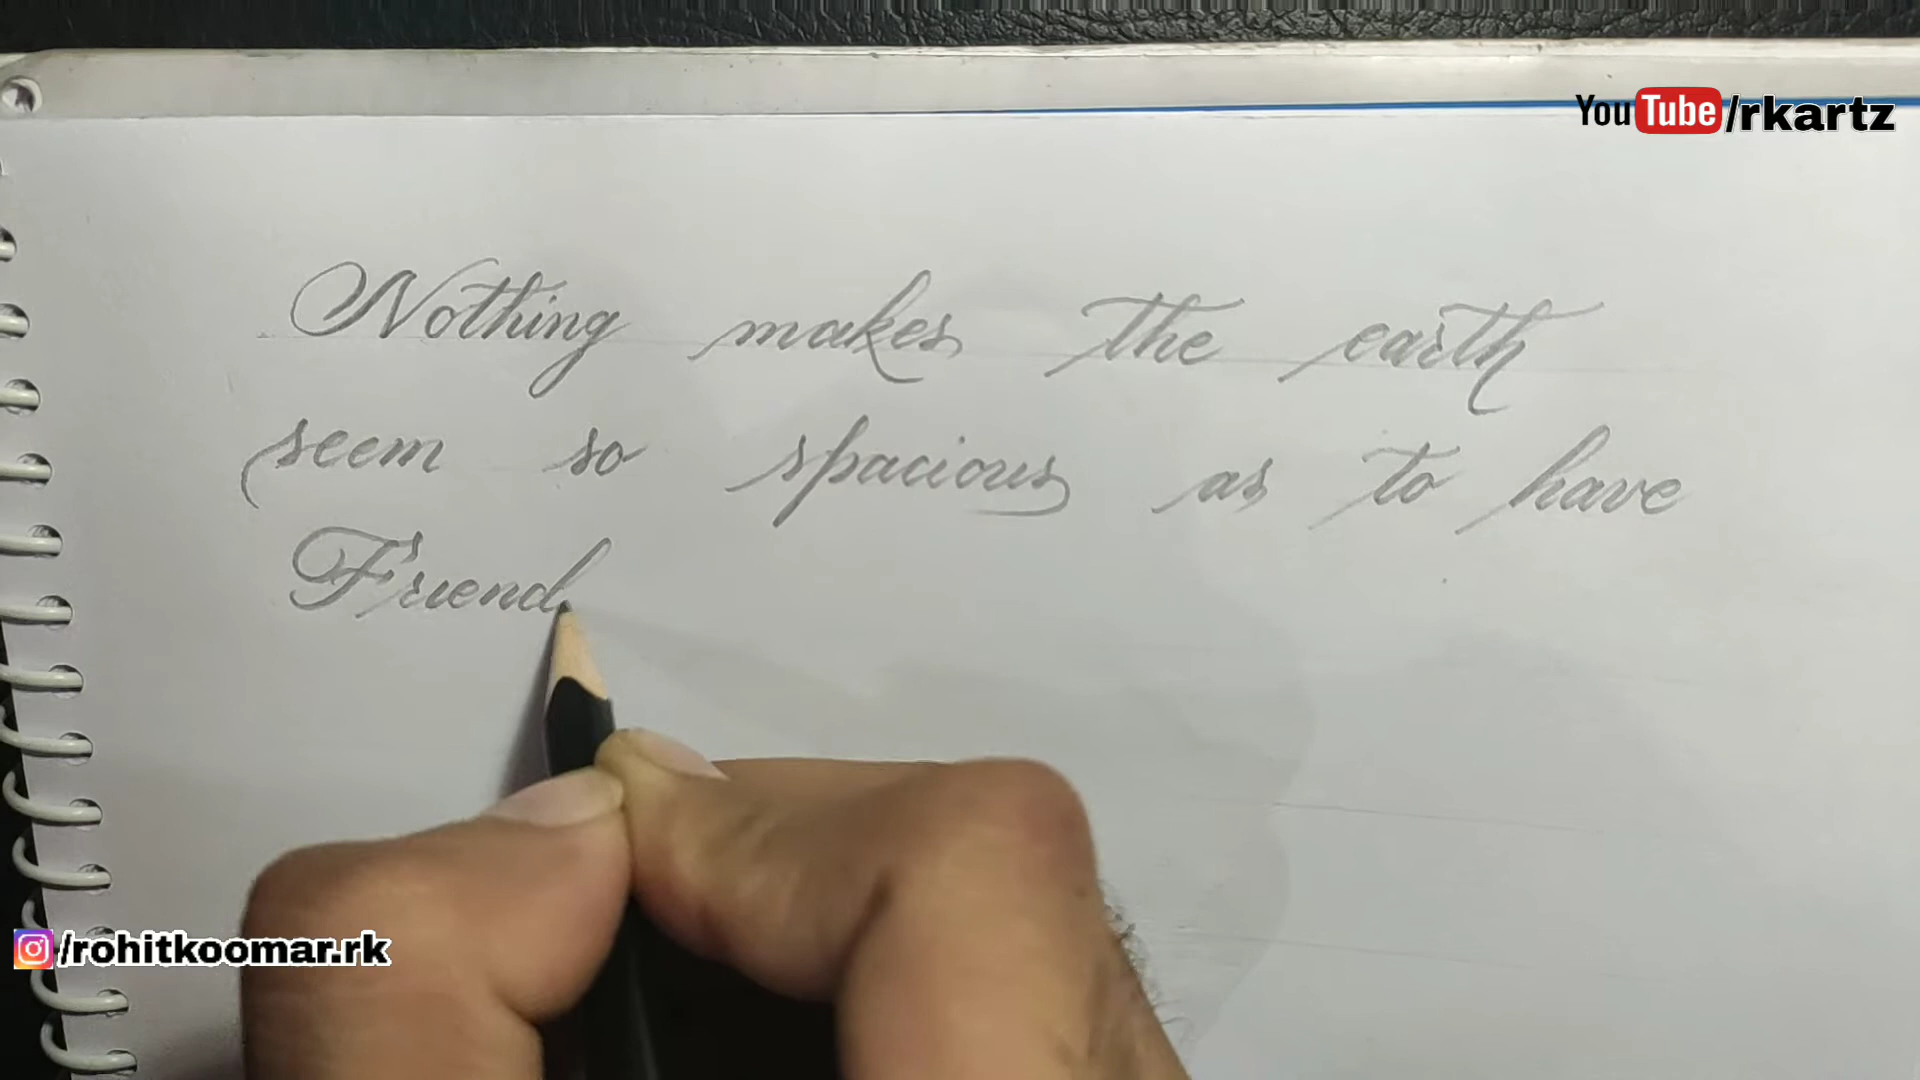 YouTube/rkartz
Nothing makes the earth
seem so spacious as to have
Friend
/rohitkoomar.rk